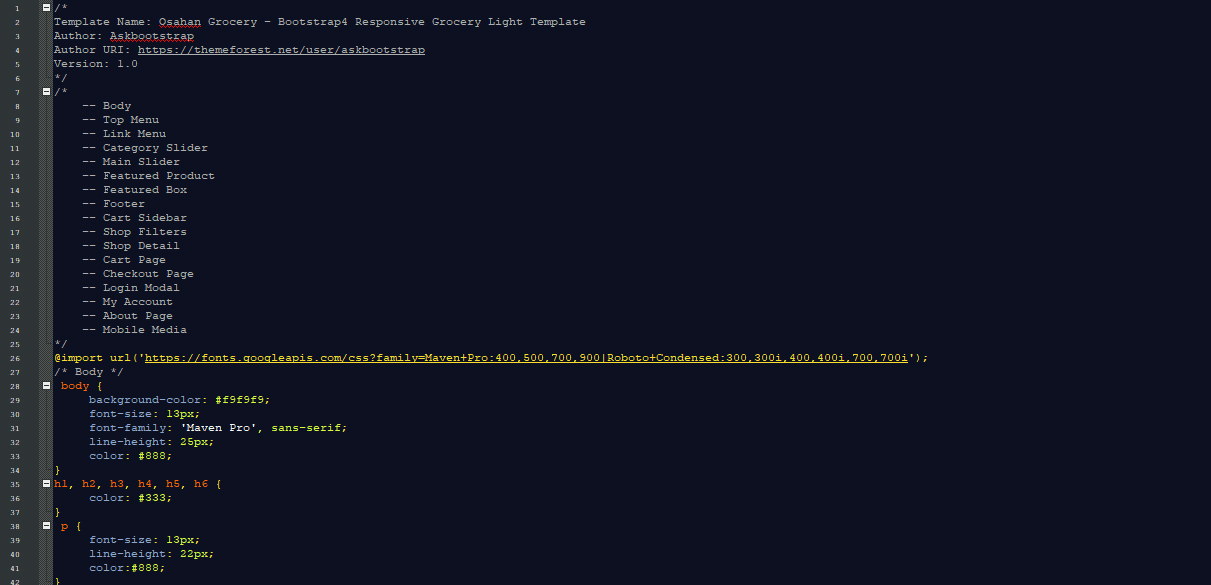 1 /*
2 Template Name: Osahan Grocery - Bootstrap4 Responsive Grocery Light Template
3 Author: Askbootstrap
4 Author URI: https://themeforest.net/user/askbootstrap
5 Version: 1.0
6 */
7 /*
8 -- Body
9 -- Top Menu
10 -- Link Menu
11 -- Category Slider
12 -- Main Slider
13 -- Featured Product
14 -- Featured Box
15 -- Footer
16 -- Cart Sidebar
17 -- Shop Filters
18 -- Shop Detail
19 -- Cart Page
20 -- Checkout Page
21 -- Login Modal
22 -- My Account
23 -- About Page
24 -- Mobile Media
25 */
26 @import url('https://fonts.googleapis.com/css?family=Maven+Pro:400,500,700,900|Roboto+Condensed:300,300i,400,400i,700,700i');
27 /* Body */
28 body {
29 background-color: #f9f9f9;
30 font-size: 13px;
31 font-family: 'Maven Pro', sans-serif;
32 line-height: 25px;
33 color: #888;
34 }
35 h1, h2, h3, h4, h5, h6 {
36 color: #333;
37 }
38 p {
39 font-size: 13px;
40 line-height: 22px;
41 color:#888;
42 }